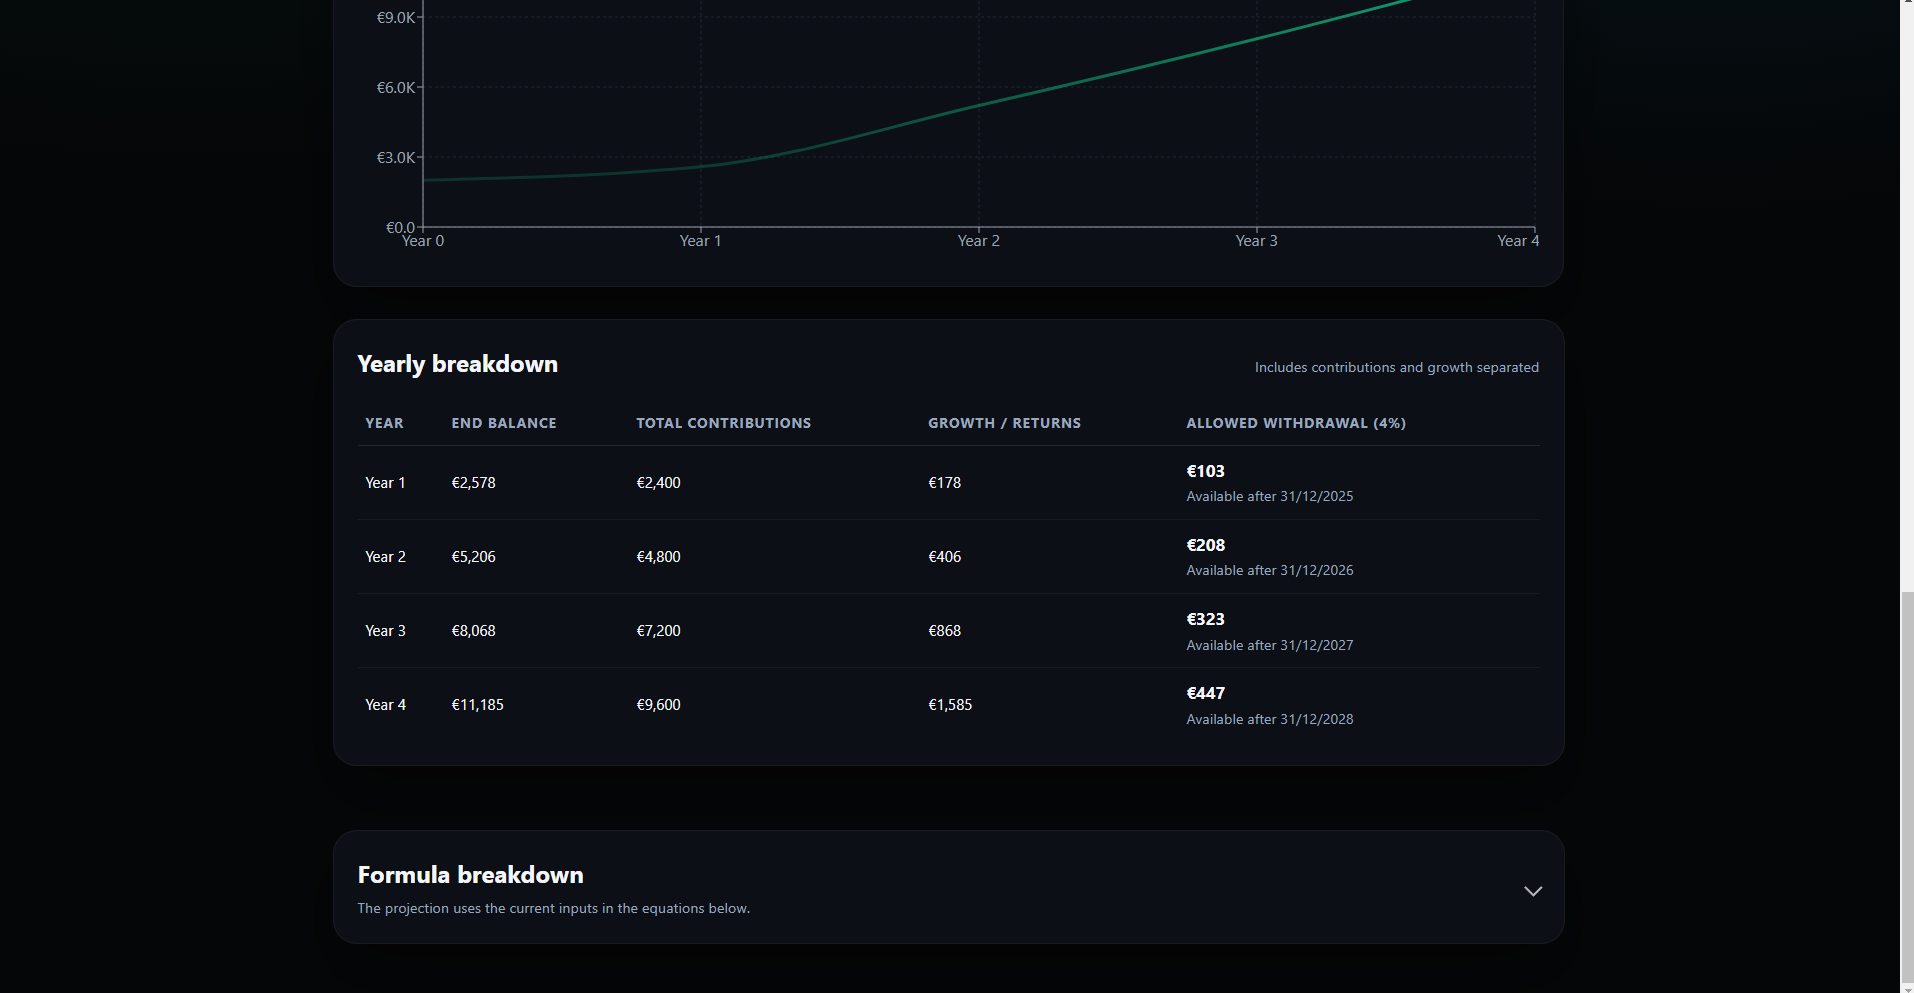 €9.0K
€6.0K
€3.0K
€0.0
Year 0 Year 1 Year 2 Year 3 Year 4
Yearly breakdown
Includes contributions and growth separated
YEAR END BALANCE TOTAL CONTRIBUTIONS GROWTH / RETURNS ALLOWED WITHDRAWAL (4%)
Year 1 €2,578 €2,400 €178 €103
Available after 31/12/2025
Year 2 €5,206 €4,800 €406 €208
Available after 31/12/2026
Year 3 €8,068 €7,200 €868 €323
Available after 31/12/2027
Year 4 €11,185 €9,600 €1,585 €447
Available after 31/12/2028
Formula breakdown
The projection uses the current inputs in the equations below.